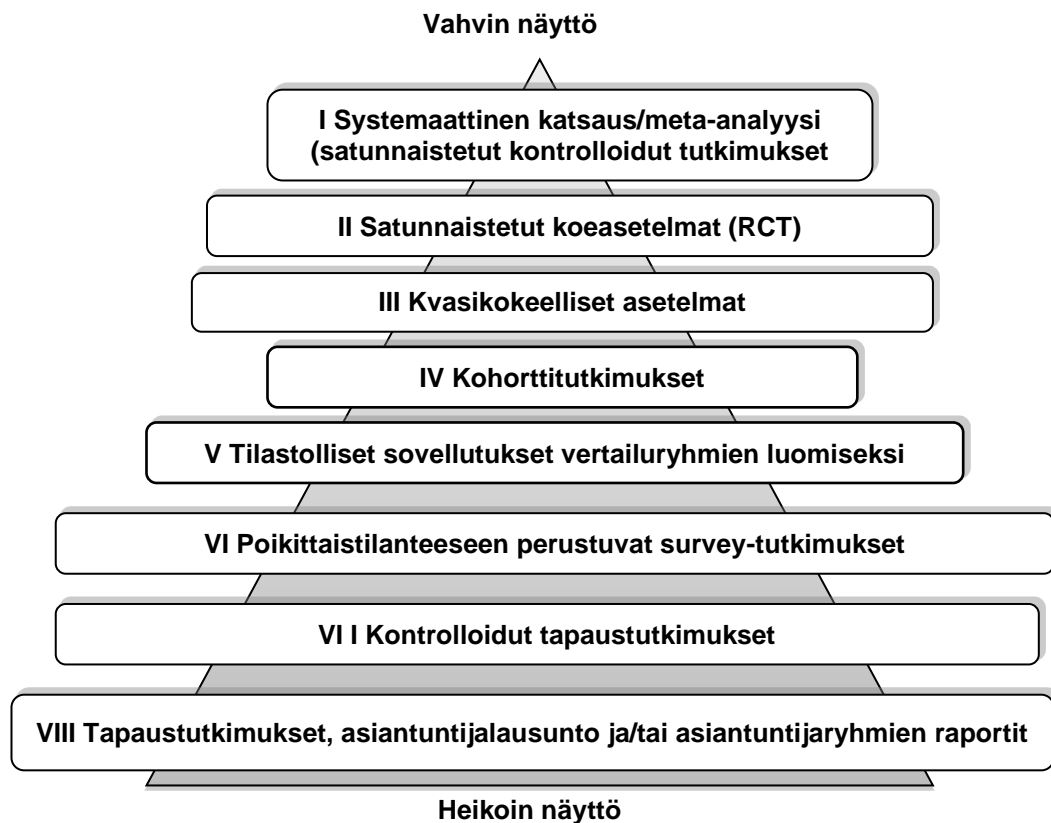 Vahvin näyttö
I Systemaattinen katsaus/meta-analyysi
(satunnaistetut kontrolloidut tutkimukset
II Satunnaistetut koeasetelmat (RCT)
III Kvasikokeelliset asetelmat
IV Kohorttitutkimukset
V Tilastolliset sovellutukset vertailuryhmien luomiseksi
VI Poikittaistilanteeseen perustuvat survey-tutkimukset
VI I Kontrolloidut tapaustutkimukset
VIII Tapaustutkimukset, asiantuntijalausunto ja/tai asiantuntijaryhmien raportit
Heikoin näyttö